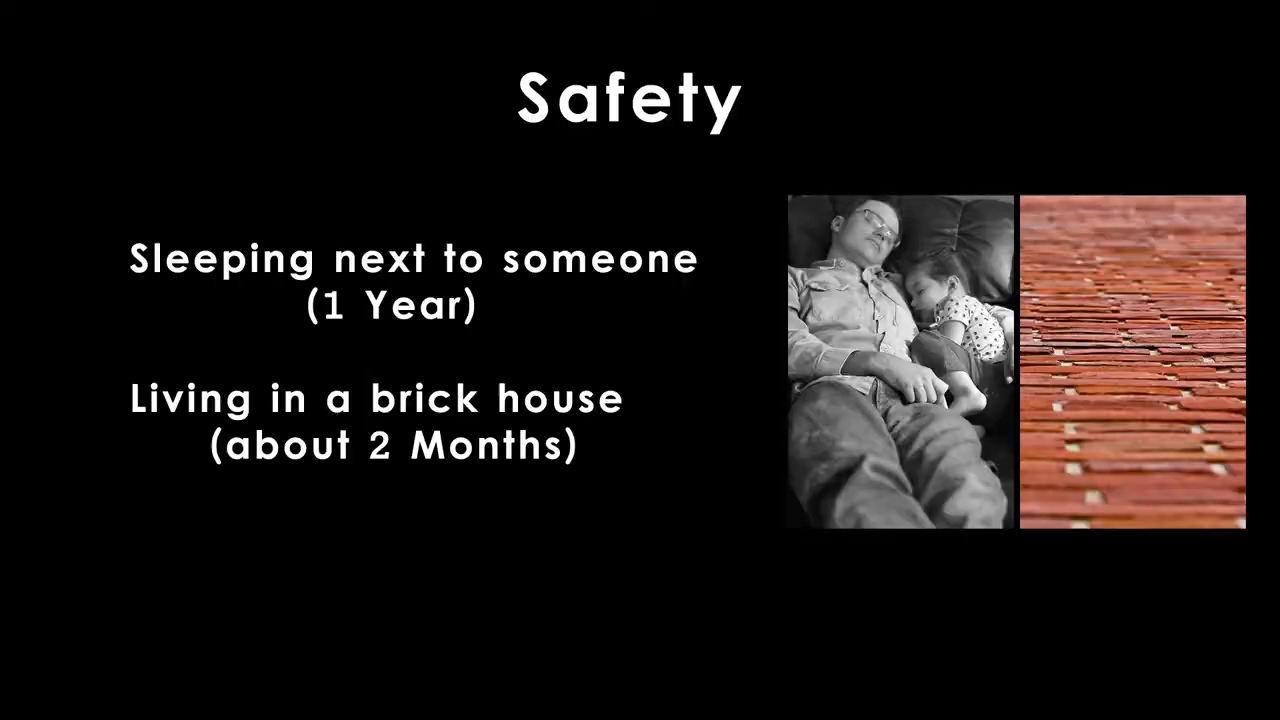 Safety
Sleeping next to someone
(1 Year)
Living in a brick house
(about 2 Months)